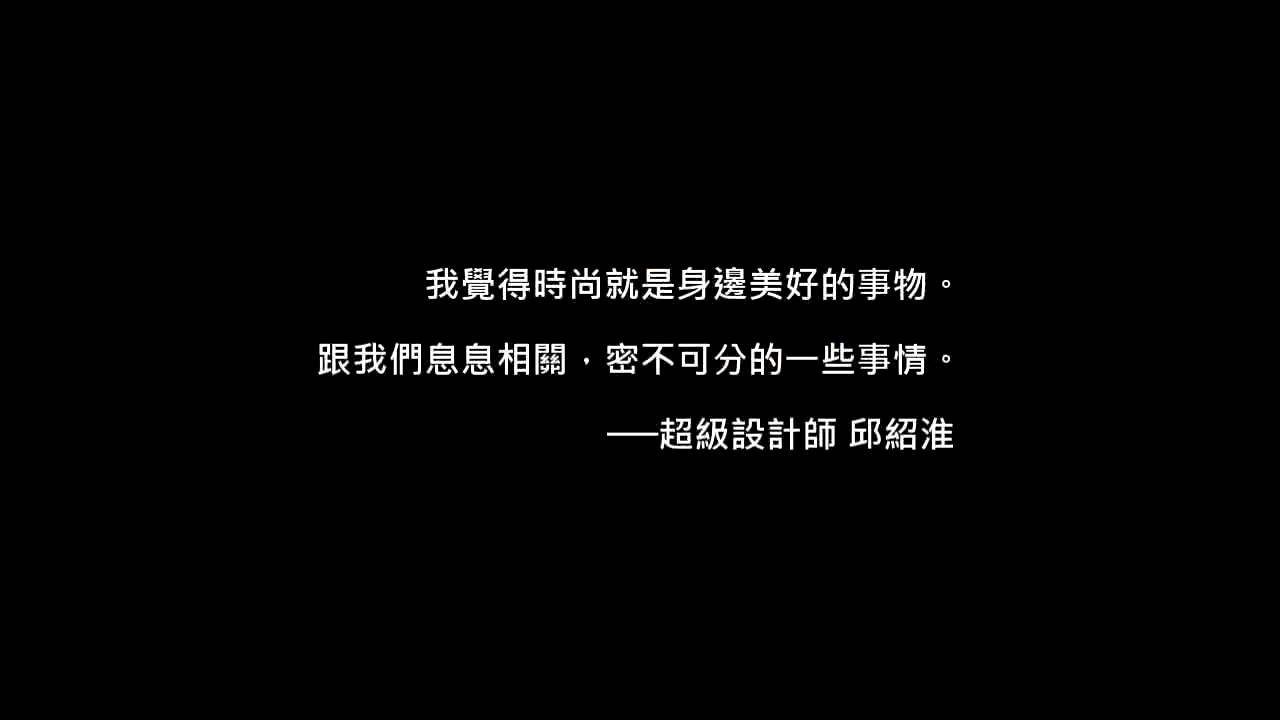 我覺得時尚就是身邊美好的事物。
跟我們息息相關，密不可分的一些事情。
──超級設計師 邱紹淮